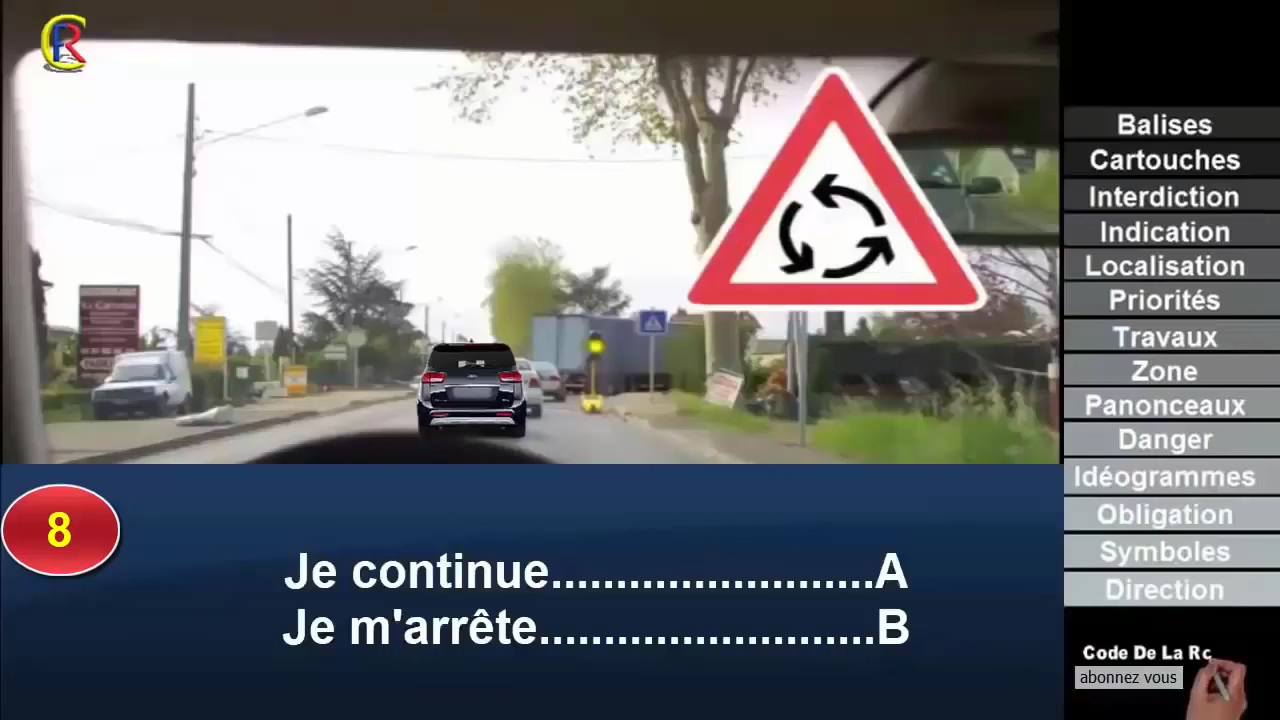 CFR
Balises
Cartouches
Interdiction
Indication
Localisation
Priorités
Travaux
Zone
Panonceaux
Danger
Idéogrammes
Obligation
Symboles
Direction
8
Je continue.........................A
Je m'arrête..........................B
Code De La Rc
abonnez vous